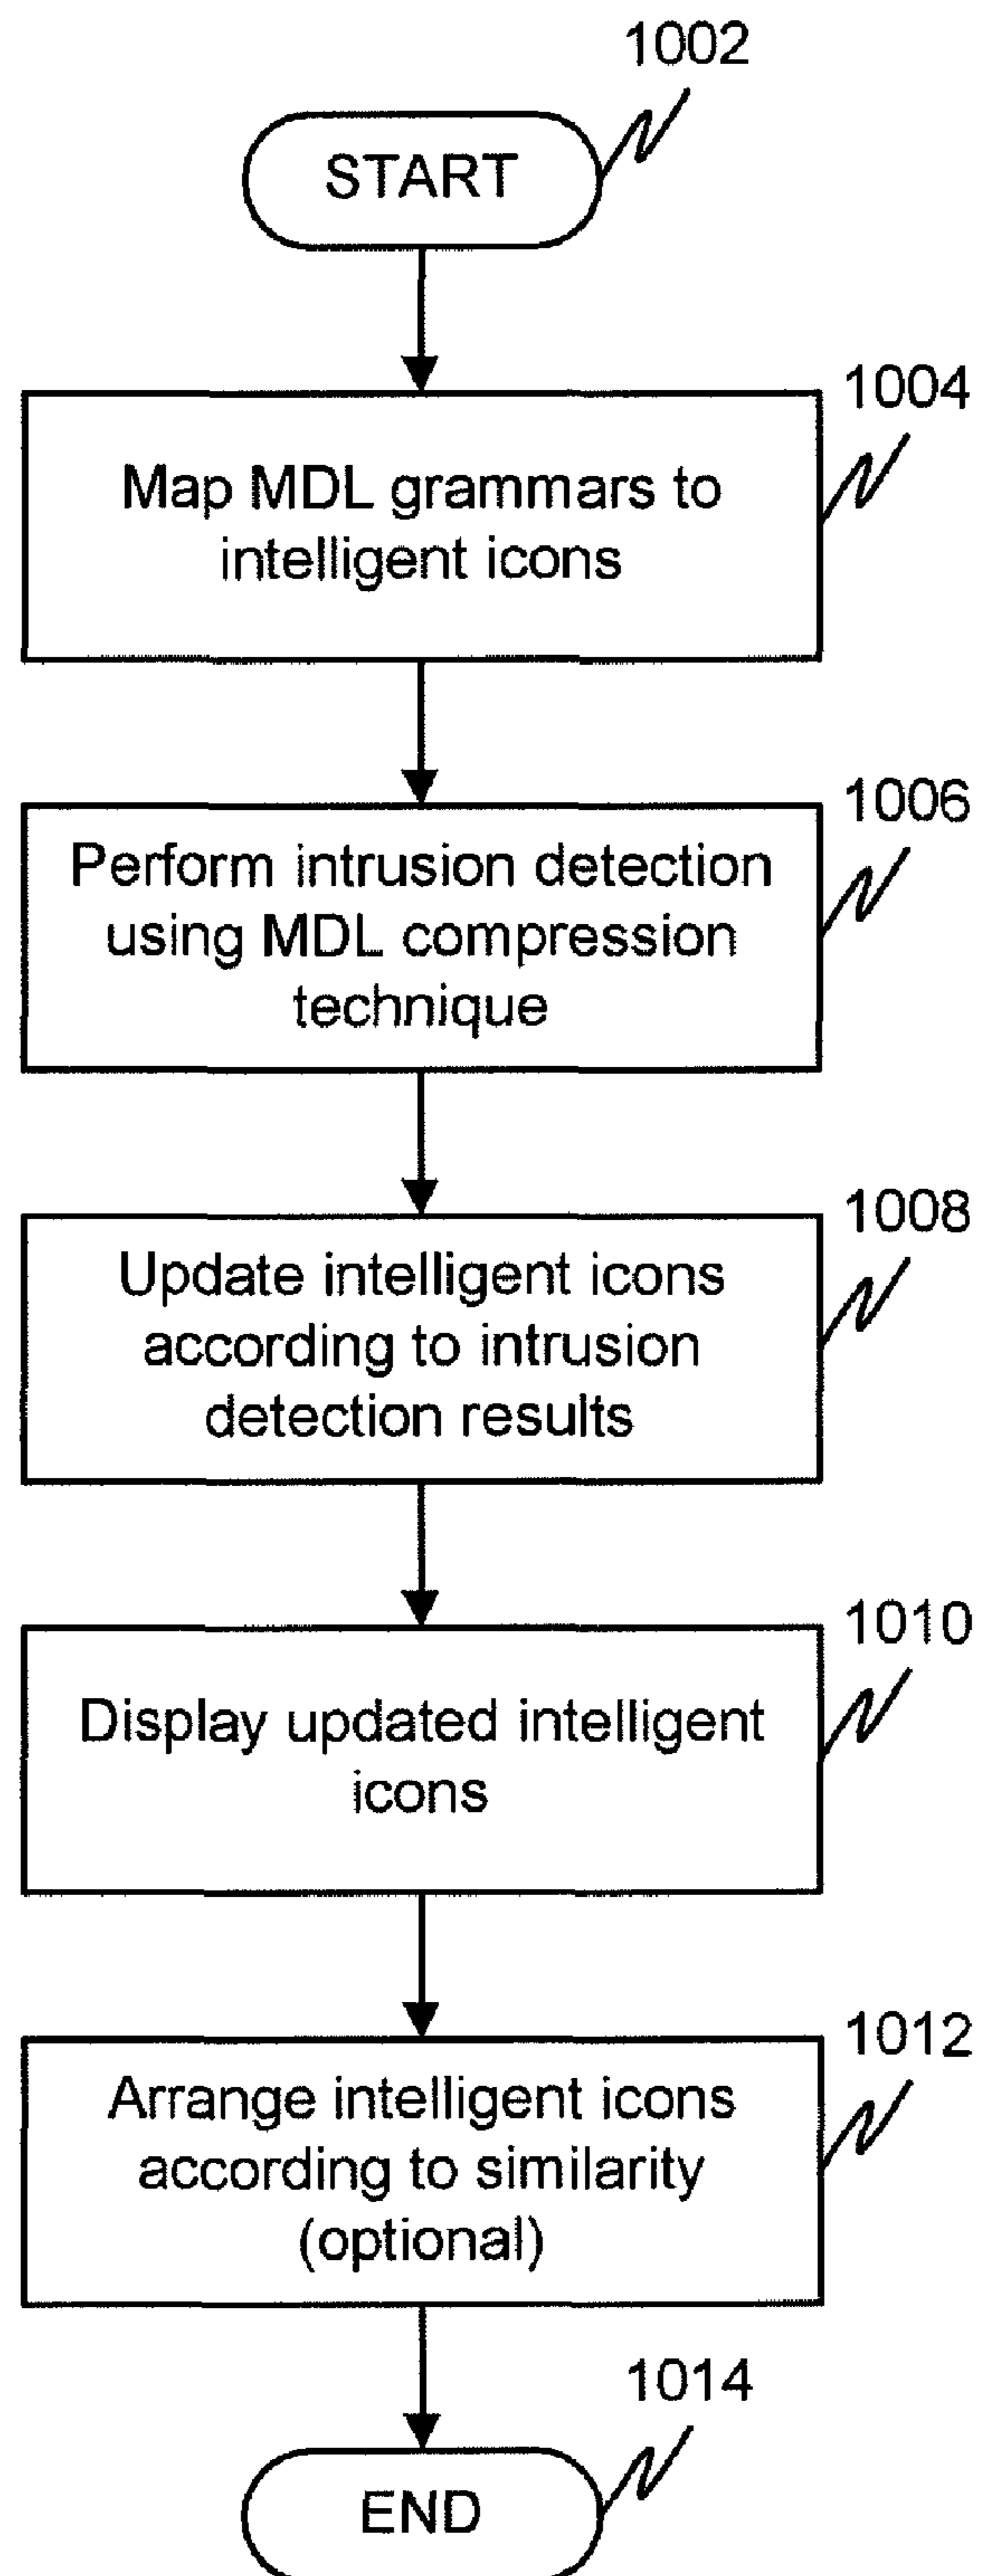 1002
START
1004
Map MDL grammars to
intelligent icons
1006
Perform intrusion detection
using MDL compression
technique
1008
Update intelligent icons
according to intrusion
detection results
1010
Display updated intelligent
icons
1012
Arrange intelligent icons
according to similarity
(optional)
1014
END